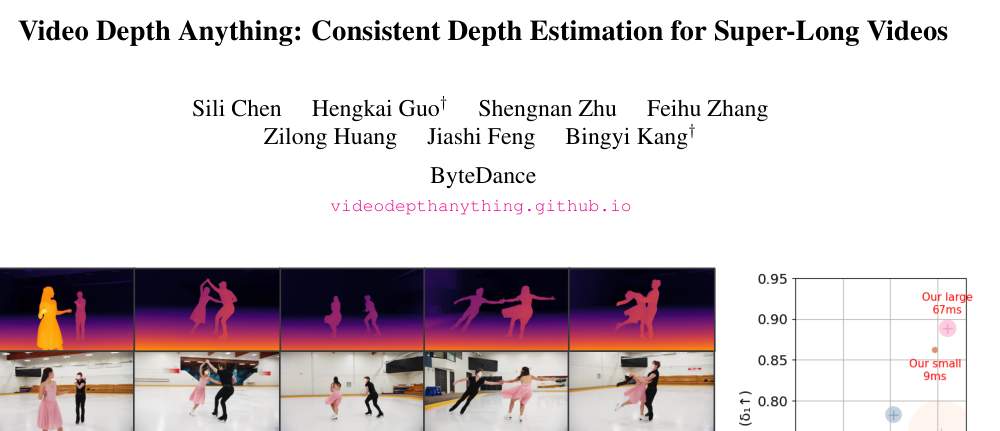 Video Depth Anything: Consistent Depth Estimation for Super-Long Videos
Sili Chen Hengkai Guo† Shengnan Zhu Feihu Zhang
Zilong Huang Jiashi Feng Bingyi Kang†
ByteDance
videodepthanything.github.io
0.95
Our large
67ms
0.90
0.85
Our small
9ms
0.80
(δ₁↑)